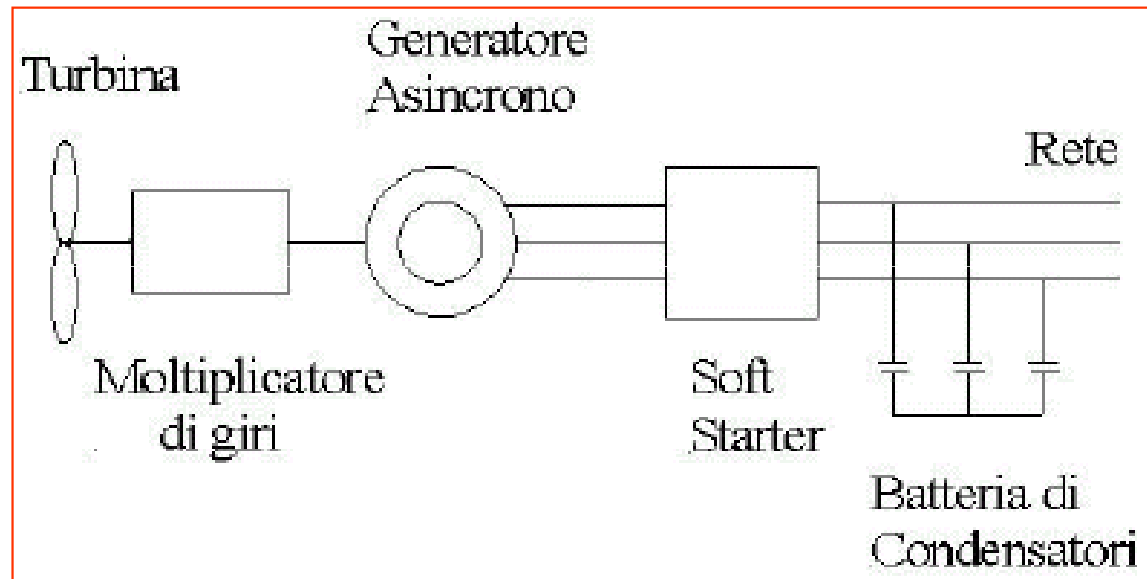 Turbina
Generatore
Asincrono
Rete
Moltiplicatore
di giri
Soft
Starter
Batteria di
Condensatori